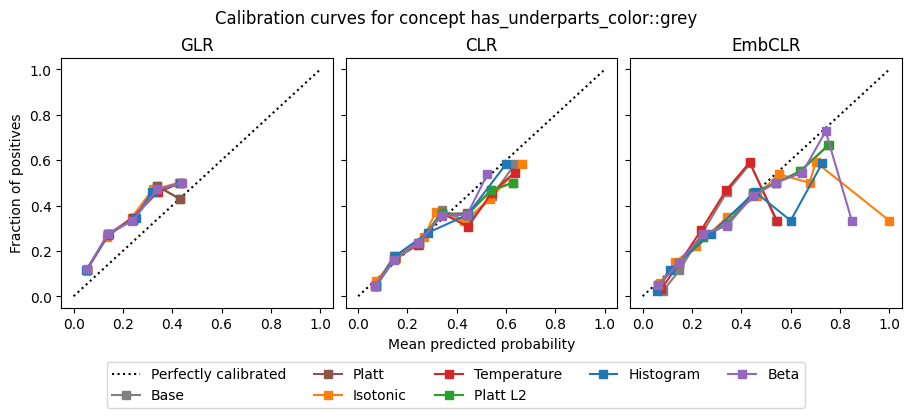 Calibration curves for concept has_underparts_color::grey
GLR
CLR
EmbCLR
Fraction of positives
1.0
0.8
0.6
0.4
0.2
0.0
0.0 0.2 0.4 0.6 0.8 1.0
0.0 0.2 0.4 0.6 0.8 1.0
0.0 0.2 0.4 0.6 0.8 1.0
Mean predicted probability
Perfectly calibrated
Base
Platt
Isotonic
Temperature
Platt L2
Histogram
Beta